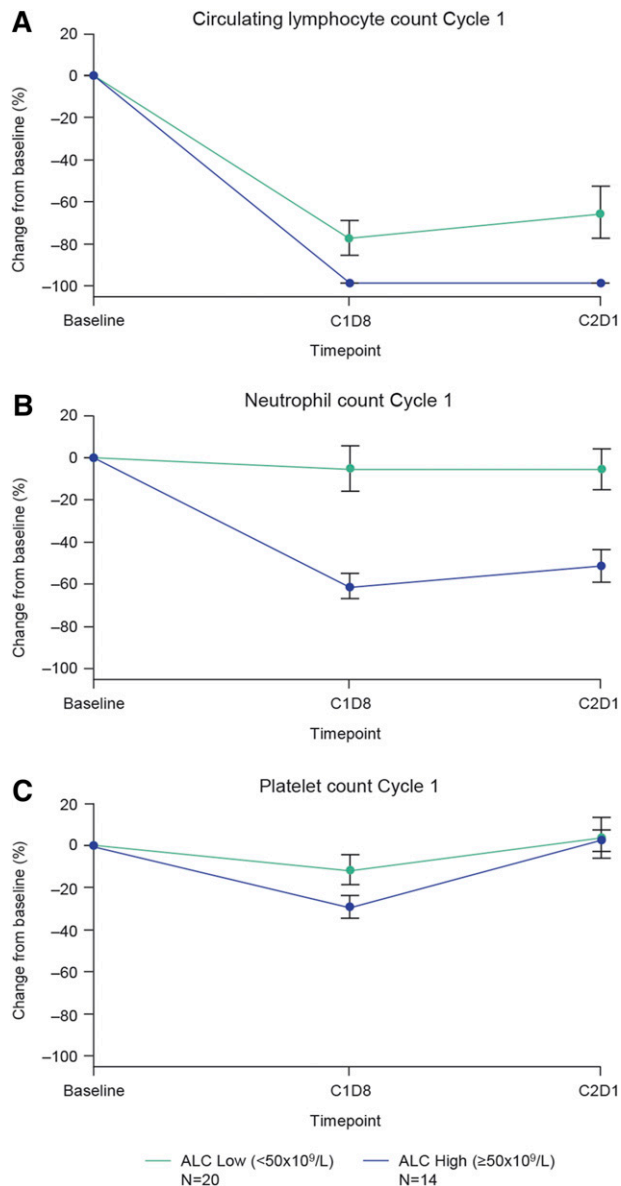 A
Circulating lymphocyte count Cycle 1
Change from baseline (%)
20
0
–20
–40
–60
–80
–100
Baseline
C1D8
C2D1
Timepoint
B
Neutrophil count Cycle 1
Change from baseline (%)
20
0
–20
–40
–60
–80
–100
Baseline
C1D8
C2D1
Timepoint
C
Platelet count Cycle 1
Change from baseline (%)
20
0
–20
–40
–60
–80
–100
Baseline
C1D8
C2D1
Timepoint
ALC Low (<50x10⁹/L)
N=20
ALC High (≥50x10⁹/L)
N=14